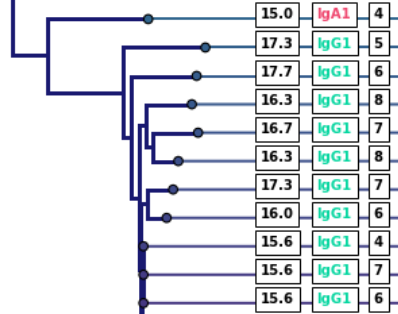 15.0 IgA1 4
17.3 IgG1 5
17.7 IgG1 6
16.3 IgG1 8
16.7 IgG1 7
16.3 IgG1 8
17.3 IgG1 7
16.0 IgG1 6
15.6 IgG1 4
15.6 IgG1 7
15.6 IgG1 6